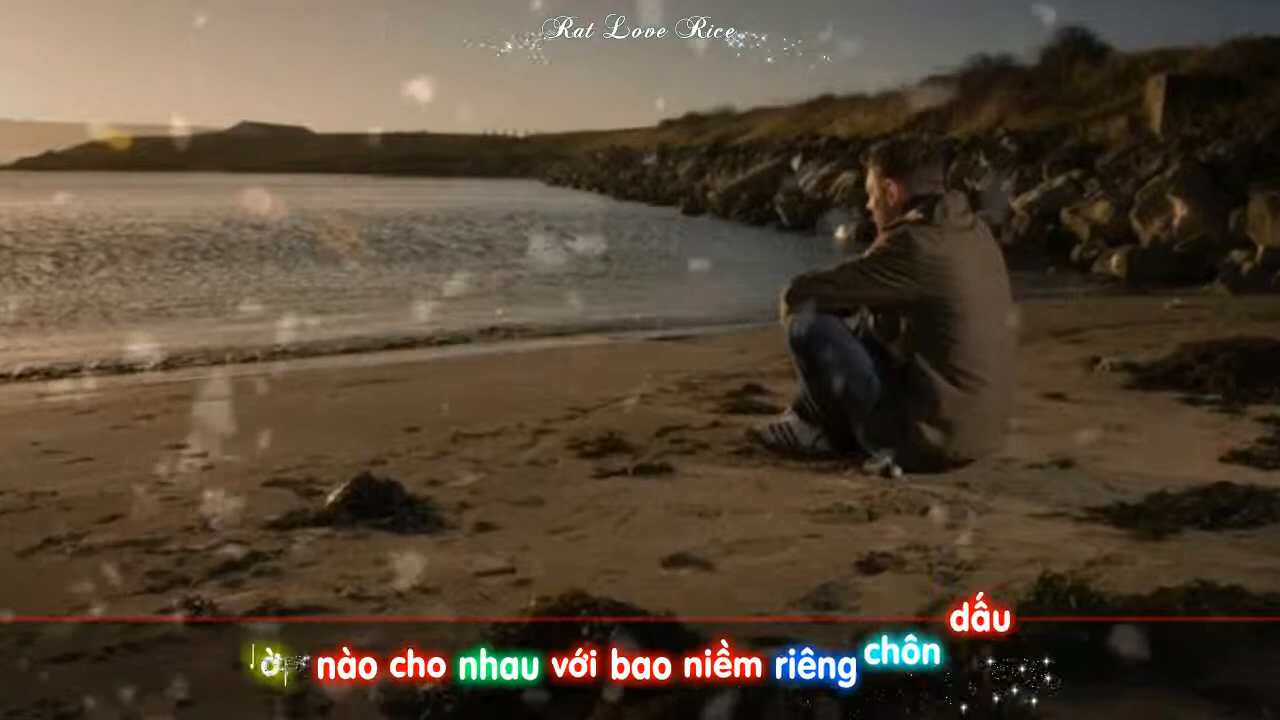 Rat Love Rice
nào cho nhau với bao niềm riêng chôn dấu